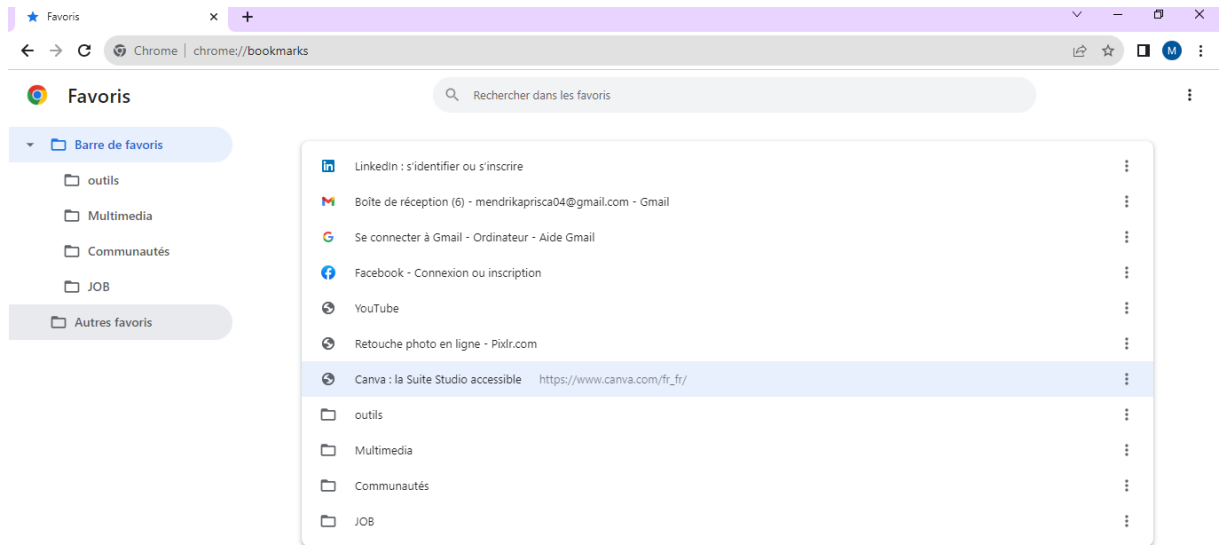 Favoris
Chrome | chrome://bookmarks
M
Favoris
Rechercher dans les favoris
Barre de favoris
outils
Multimedia
Communautés
JOB
Autres favoris
LinkedIn : s'identifier ou s'inscrire
Boîte de réception (6) - mendrikaprisca04@gmail.com - Gmail
Se connecter à Gmail - Ordinateur - Aide Gmail
Facebook - Connexion ou inscription
YouTube
Retouche photo en ligne - Pixlr.com
Canva : la Suite Studio accessible https://www.canva.com/fr_fr/
outils
Multimedia
Communautés
JOB